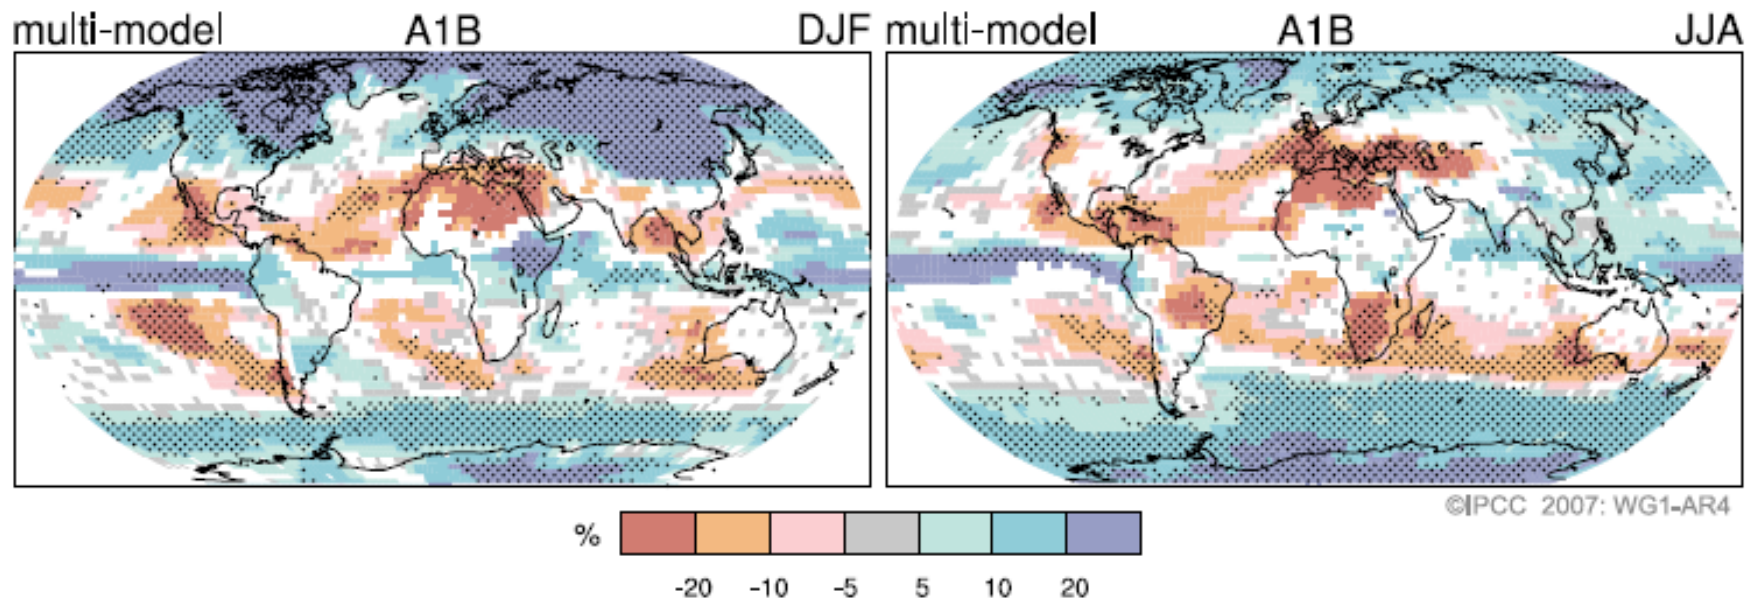 multi-model A1B DJF
multi-model A1B JJA
©IPCC 2007: WG1-AR4
%
-20 -10 -5 5 10 20